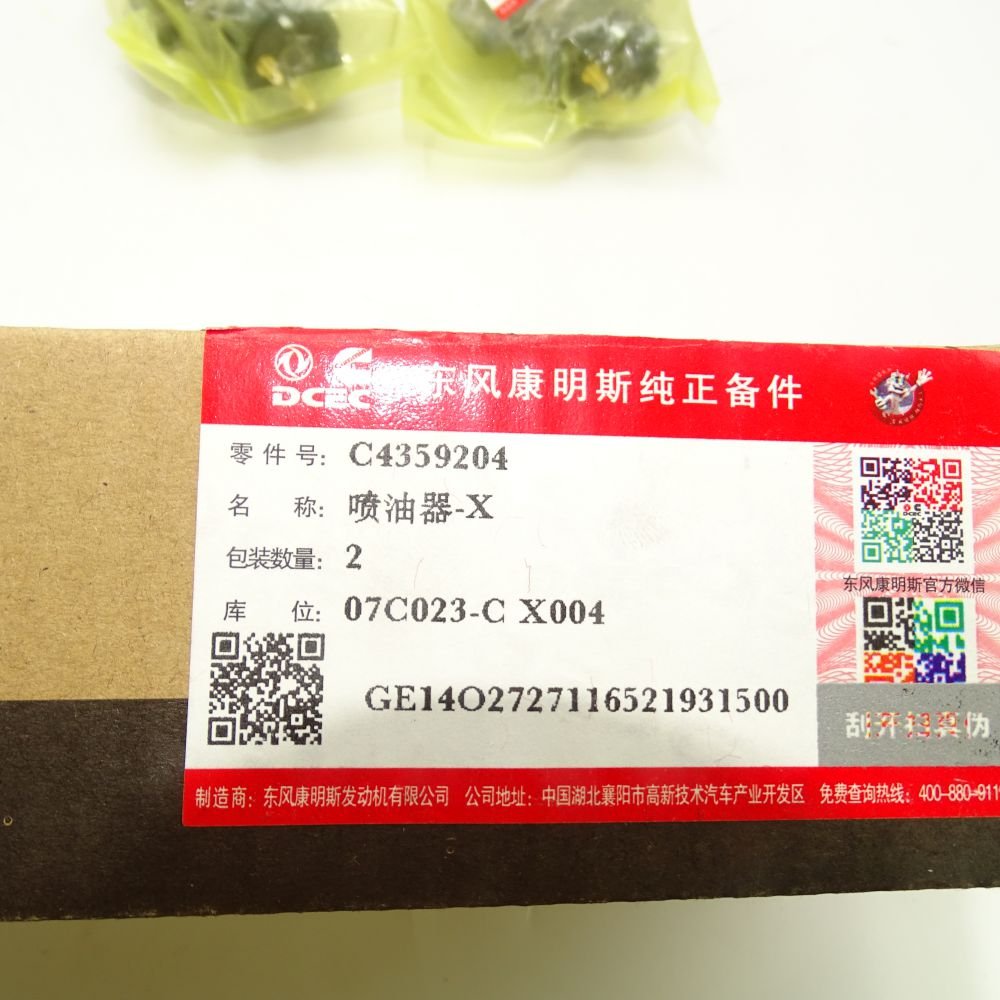 DCEC 东风康明斯纯正备件
零件号: C4359204
名 称: 喷油器-X
包装数量: 2
库 位: 07C023-C X004
GE14O2727116521931500
东风康明斯官方微信
刮开扫真伪
制造商: 东风康明斯发动机有限公司 公司地址: 中国湖北襄阳市高新技术汽车产业开发区 免费查询热线: 400-880-911